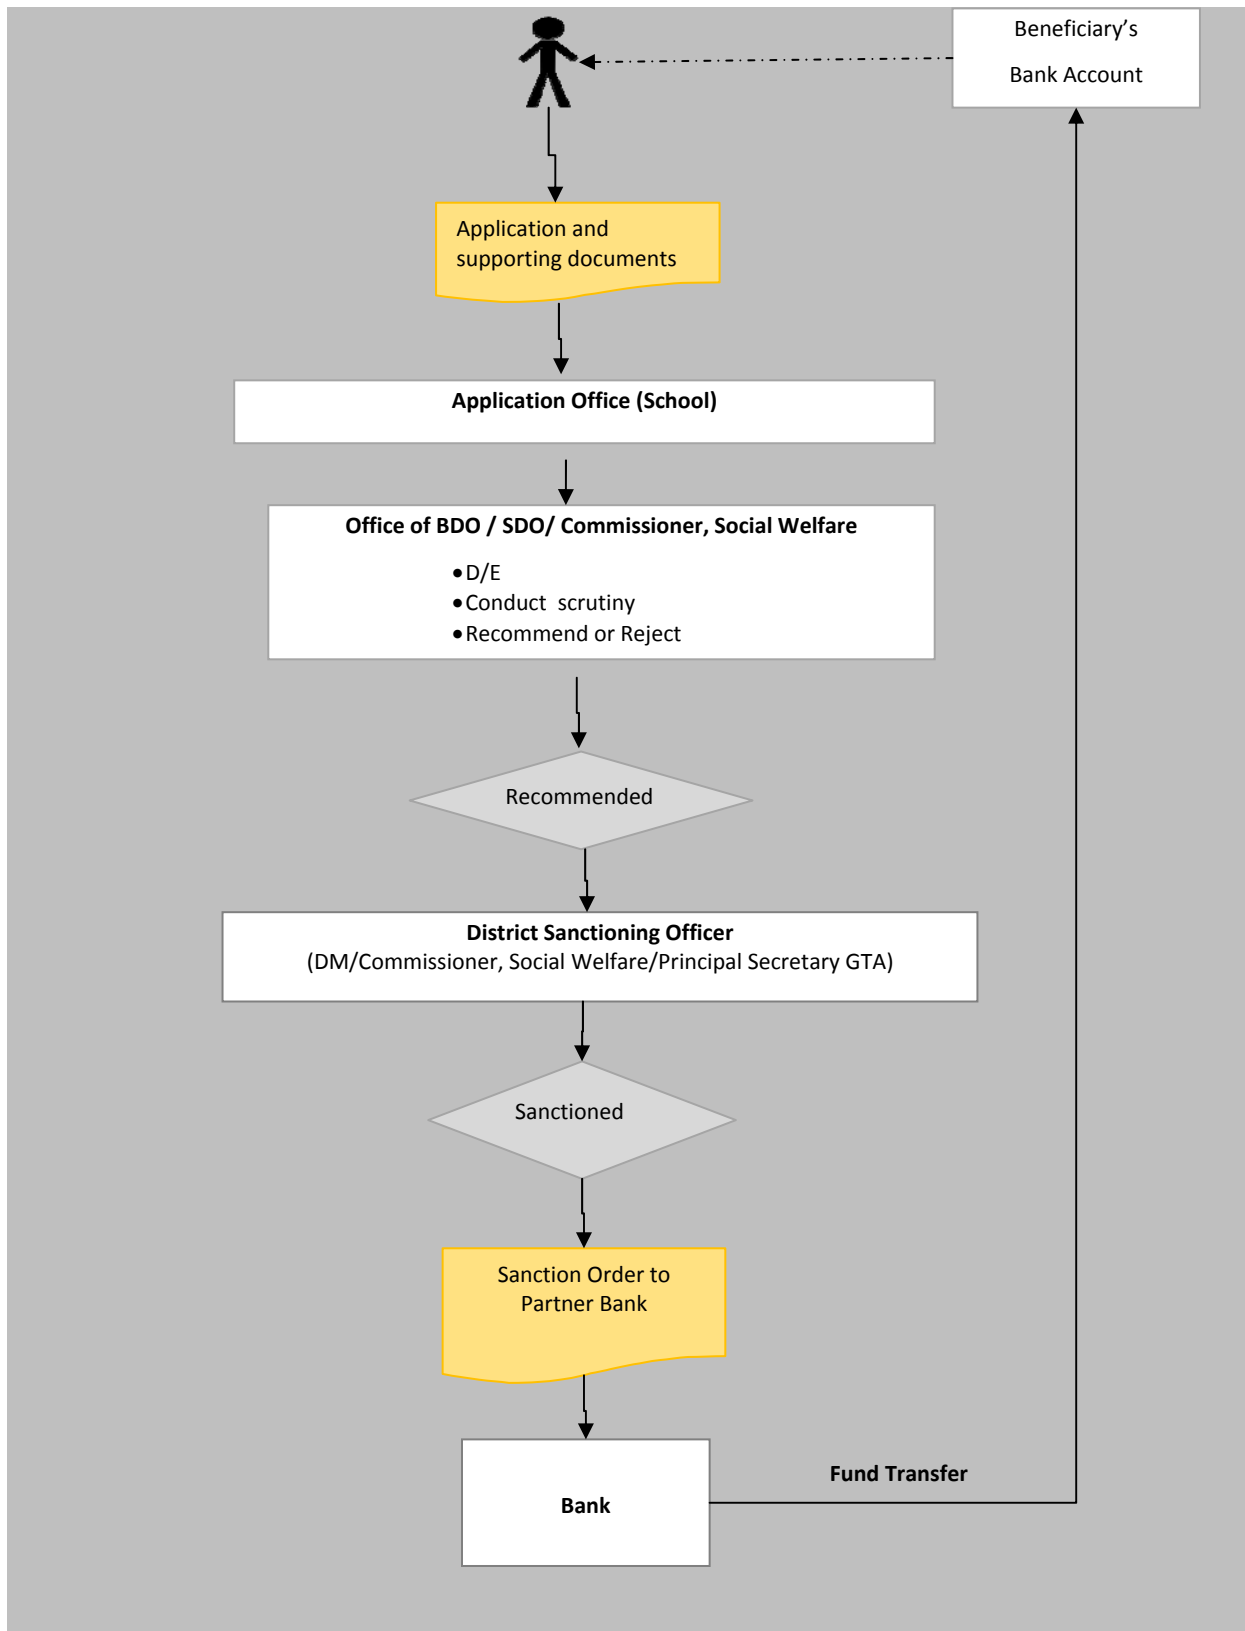 Beneficiary’s
Bank Account
Application and
supporting documents
Application Office (School)
Office of BDO / SDO/ Commissioner, Social Welfare
•D/E
•Conduct  scrutiny
•Recommend or Reject
Recommended
District Sanctioning Officer
(DM/Commissioner, Social Welfare/Principal Secretary GTA)
Sanctioned
Sanction Order to
Partner Bank
Fund Transfer
Bank